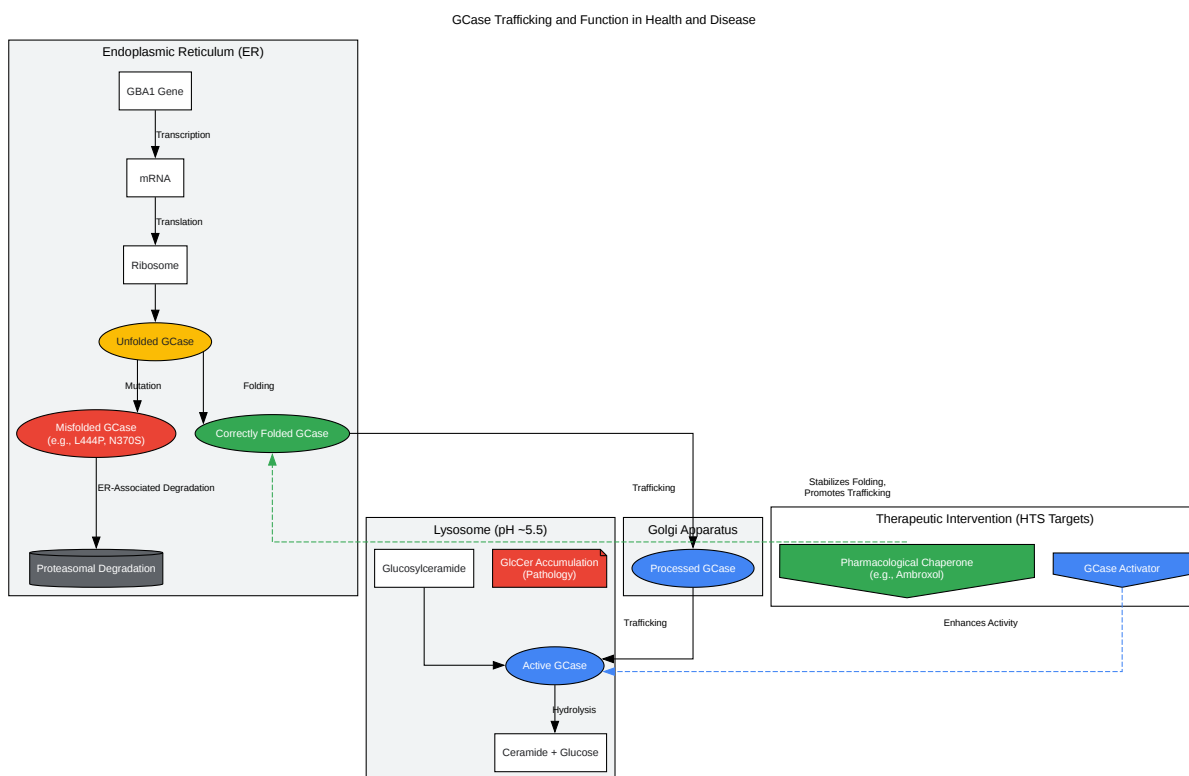 GCase Trafficking and Function in Health and Disease
Endoplasmic Reticulum (ER)
GBA1 Gene
Transcription
mRNA
Translation
Ribosome
Unfolded GCase
Mutation
Folding
Misfolded GCase
(e.g., L444P, N370S)
Correctly Folded GCase
ER-Associated Degradation
Proteasomal Degradation
Trafficking
Stabilizes Folding,
Promotes Trafficking
Lysosome (pH ~5.5)
Glucosylceramide
GlcCer Accumulation
(Pathology)
Golgi Apparatus
Processed GCase
Therapeutic Intervention (HTS Targets)
Pharmacological Chaperone
(e.g., Ambroxol)
GCase Activator
Trafficking
Enhances Activity
Active GCase
Hydrolysis
Ceramide + Glucose